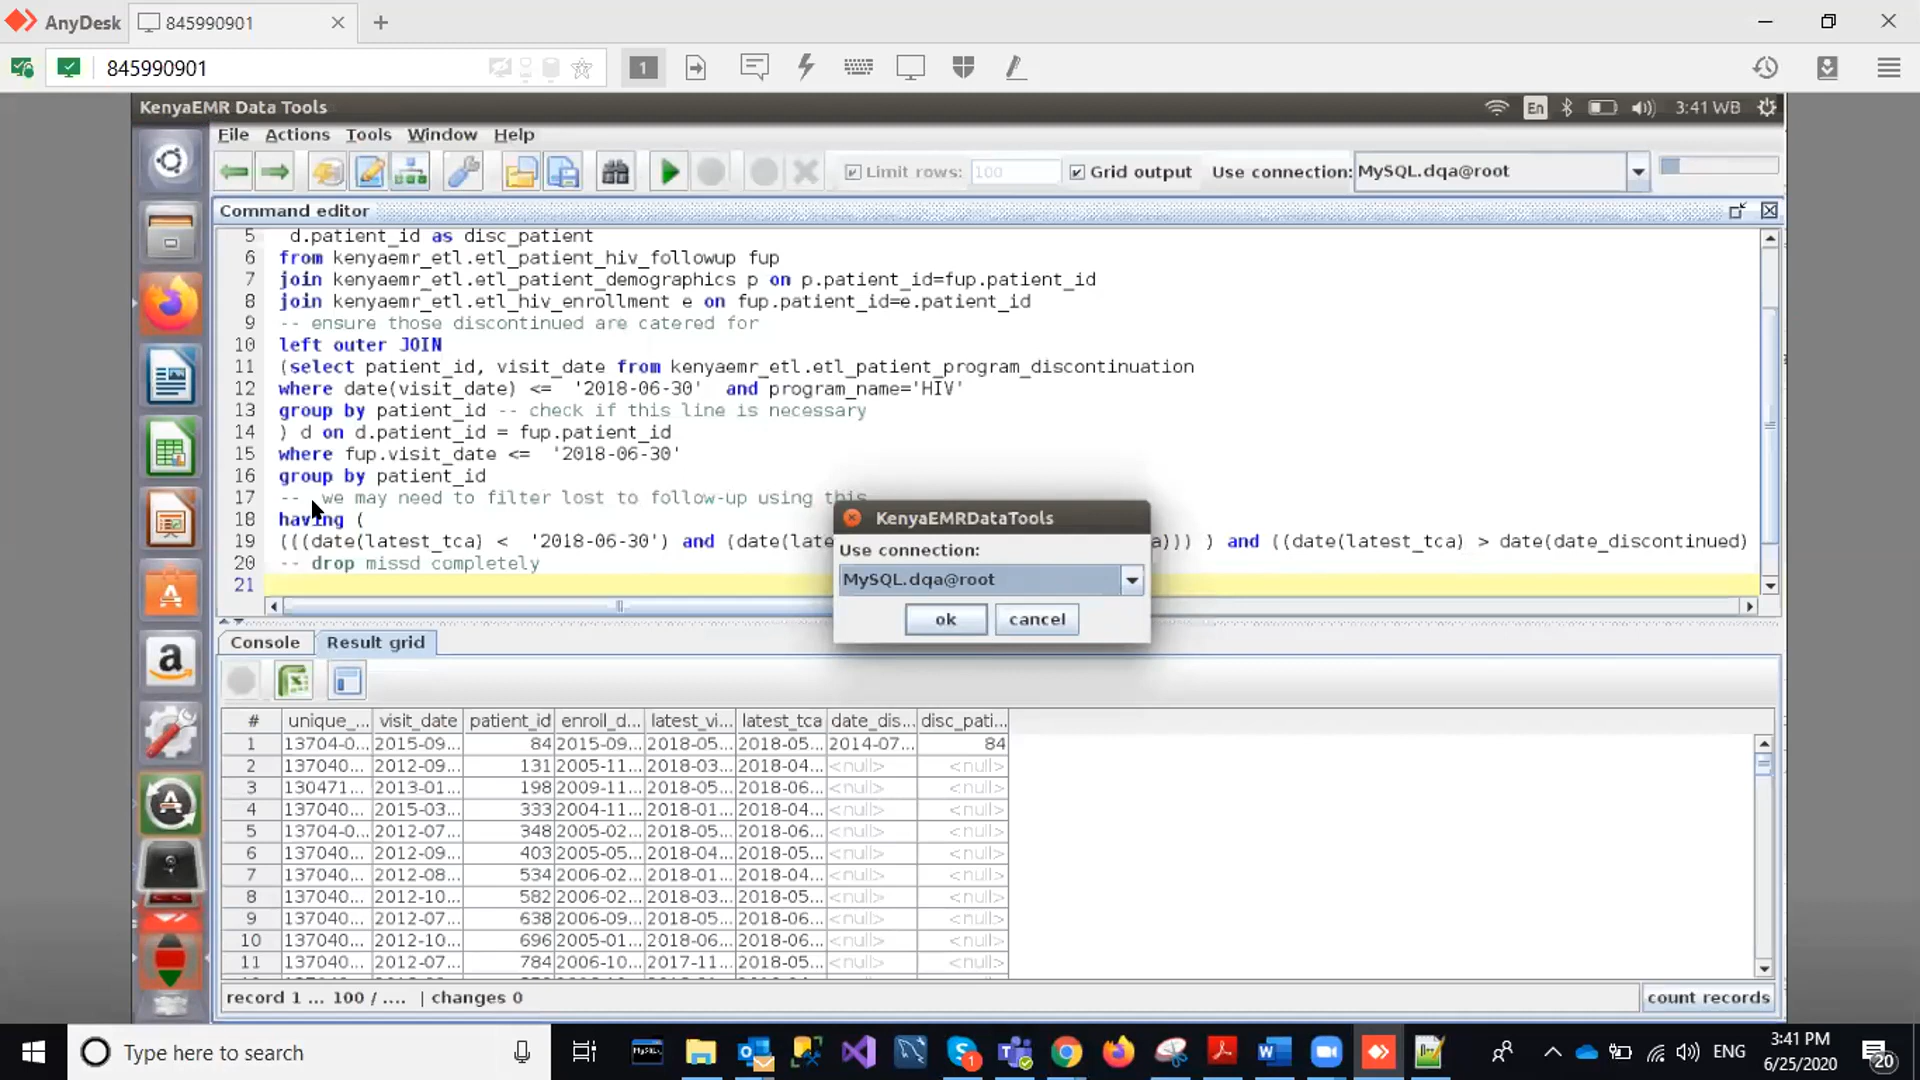 AnyDesk
845990901
845990901
1
KenyaEMR Data Tools
En
3:41 WB
File Actions Tools Window Help
Limit rows: 100
Grid output
Use connection: MySQL.dqa@root
Command editor
5 d.patient_id as disc_patient
6 from kenyaemr_etl.etl_patient_hiv_followup fup
7 join kenyaemr_etl.etl_patient_demographics p on p.patient_id=fup.patient_id
8 join kenyaemr_etl.etl_hiv_enrollment e on fup.patient_id=e.patient_id
9 -- ensure those discontinued are catered for
10 left outer JOIN
11 (select patient_id, visit_date from kenyaemr_etl.etl_patient_program_discontinuation
12 where date(visit_date) <= '2018-06-30' and program_name='HIV'
13 group by patient_id -- check if this line is necessary
14 ) d on d.patient_id = fup.patient_id
15 where fup.visit_date <= '2018-06-30'
16 group by patient_id
17 -- we may need to filter lost to follow-up using this
18 having (
19 (((date(latest_tca) < '2018-06-30') and (date(late a))) ) and ((date(latest_tca) > date(date_discontinued)
20 -- drop missd completely
21
KenyaEMRDataTools
Use connection:
MySQL.dqa@root
ok cancel
Console Result grid
# unique_... visit_date patient_id enroll_d... latest_vi... latest_tca date_dis... disc_pati...
1 13704-0... 2015-09... 84 2015-09... 2018-05... 2018-05... 2014-07... 84
2 137040... 2012-09... 131 2005-11... 2018-03... 2018-04... <null> <null>
3 130471... 2013-01... 198 2009-11... 2018-05... 2018-06... <null> <null>
4 137040... 2015-03... 333 2004-11... 2018-01... 2018-04... <null> <null>
5 13704-0... 2012-07... 348 2005-02... 2018-05... 2018-06... <null> <null>
6 137040... 2012-09... 403 2005-05... 2018-04... 2018-05... <null> <null>
7 137040... 2012-08... 534 2006-02... 2018-01... 2018-04... <null> <null>
8 137040... 2012-10... 582 2006-02... 2018-03... 2018-05... <null> <null>
9 137040... 2012-07... 638 2006-09... 2018-05... 2018-06... <null> <null>
10 137040... 2012-10... 696 2005-01... 2018-06... 2018-06... <null> <null>
11 137040... 2012-07... 784 2006-10... 2017-11... 2018-05... <null> <null>
record 1 ... 100 / .... | changes 0
count records
Type here to search
ENG
3:41 PM
6/25/2020
20